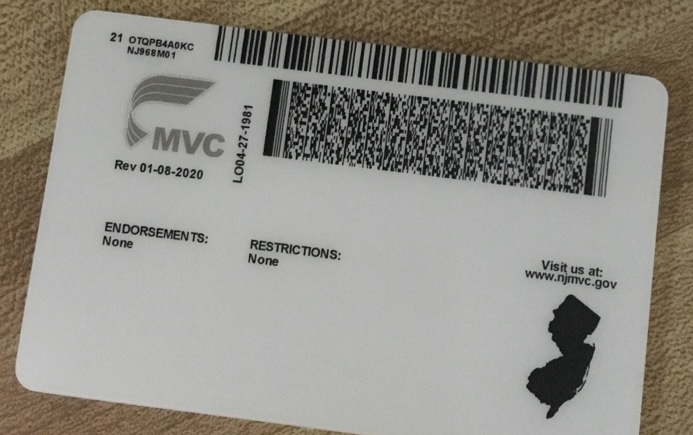 21 OTQPB4A0KC
NJ968M01
MVC
Rev 01-08-2020
LO04-27-1981
ENDORSEMENTS:
None
RESTRICTIONS:
None
Visit us at:
www.njmvc.gov